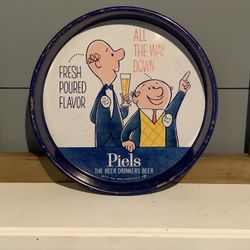 FRESH
POURED
FLAVOR
ALL
THE WAY
DOWN
Piels
THE BEER DRINKERS' BEER